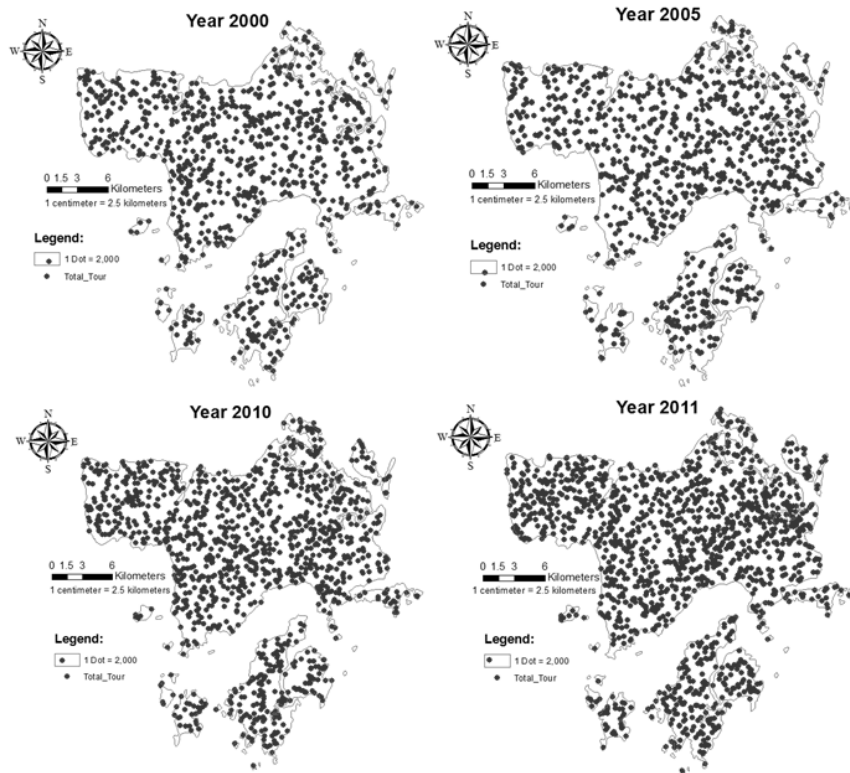 Year 2000
N
W E
S
0 1.5 3 6
Kilometers
1 centimeter = 2.5 kilometers
Legend:
1 Dot = 2,000
Total_Tour
Year 2005
N
W E
S
0 1.5 3 6
Kilometers
1 centimeter = 2.5 kilometers
Legend:
1 Dot = 2,000
Total_Tour
Year 2010
N
W E
S
0 1.5 3 6
Kilometers
1 centimeter = 2.5 kilometers
Legend:
1 Dot = 2,000
Total_Tour
Year 2011
N
W E
S
0 1.5 3 6
Kilometers
1 centimeter = 2.5 kilometers
Legend:
1 Dot = 2,000
Total_Tour